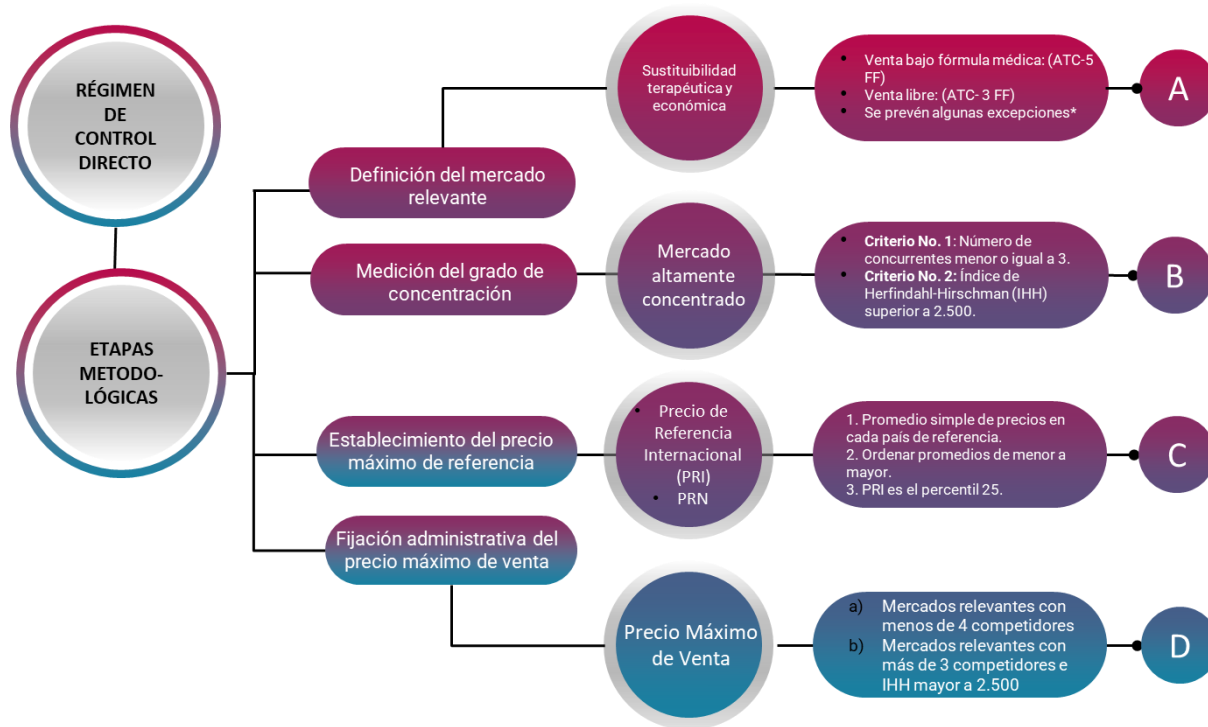 RÉGIMEN
DE
CONTROL
DIRECTO
ETAPAS
METODO-
LÓGICAS
Definición del mercado
relevante
Sustituibilidad
terapéutica y
económica
• Venta bajo fórmula médica: (ATC-5
FF)
• Venta libre: (ATC- 3 FF)
• Se prevén algunas excepciones*
A
Medición del grado de
concentración
Mercado
altamente
concentrado
• Criterio No. 1: Número de
concurrentes menor o igual a 3.
• Criterio No. 2: Índice de
Herfindahl-Hirschman (IHH)
superior a 2.500.
B
Establecimiento del precio
máximo de referencia
• Precio de
Referencia
Internacional
(PRI)
• PRN
1. Promedio simple de precios en
cada país de referencia.
2. Ordenar promedios de menor a
mayor.
3. PRI es el percentil 25.
C
Fijación administrativa del
precio máximo de venta
Precio Máximo
de Venta
a) Mercados relevantes con
menos de 4 competidores
b) Mercados relevantes con
más de 3 competidores e
IHH mayor a 2.500
D